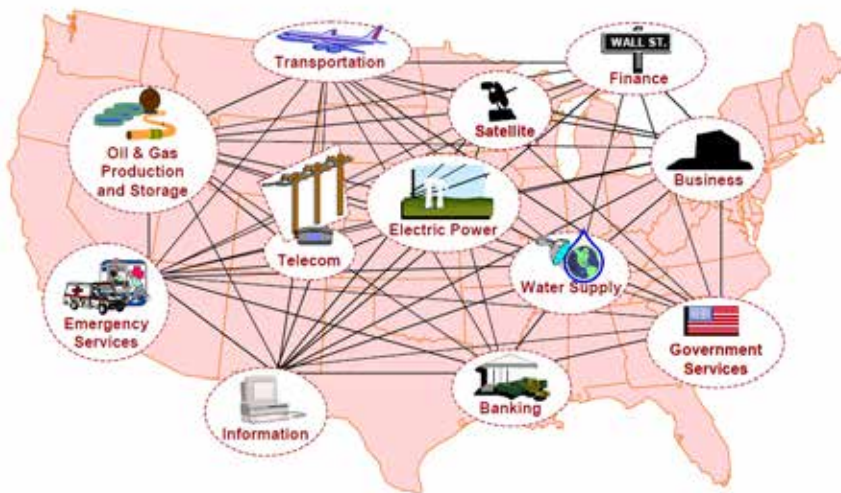 Transportation
WALL ST.
Finance
Satellite
Oil & Gas
Production
and Storage
Business
Electric Power
Telecom
Water Supply
Emergency
Services
Government
Services
Banking
Information